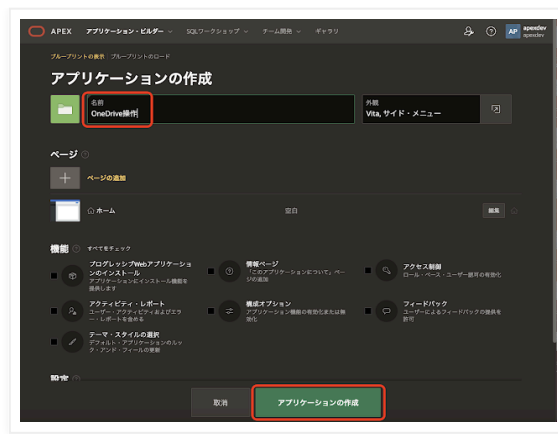 APEX アプリケーション・ビルダー SQLワークショップ チーム開発 ギャラリ AP apexdev
apexdev
ブループリントの表示 ブループリントのロード
アプリケーションの作成
名前
OneDrive操作
外観
Vita, サイド・メニュー
ページ
ページの追加
ホーム 空白 編集
機能 すべてをチェック
プログレッシブWebアプリケーションのインストール
アプリケーションにインストール機能を提供します
情報ページ
「このアプリケーションについて」ページの追加
アクセス制御
ロール・ベース・ユーザー認可の有効化
アクティビティ・レポート
ユーザー・アクティビティおよびエラー・レポートを含める
構成オプション
アプリケーション機能の有効化または無効化
フィードバック
ユーザーによるフィードバックの提供を許可
テーマ・スタイルの選択
デフォルト・アプリケーションのルック・アンド・フィールの更新
設定
取消 アプリケーションの作成